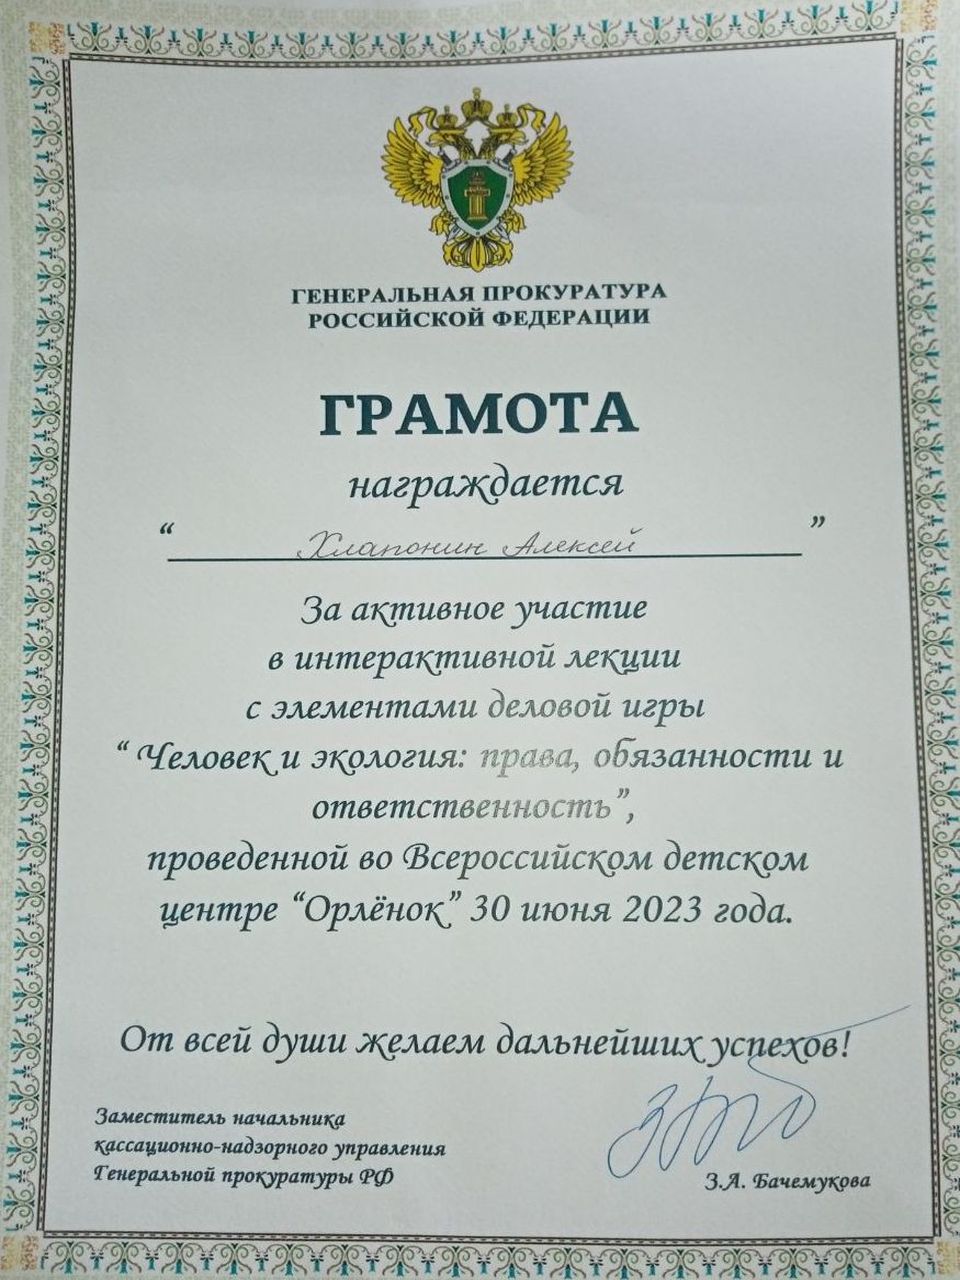 ГЕНЕРАЛЬНАЯ ПРОКУРАТУРА
РОССИЙСКОЙ ФЕДЕРАЦИИ
ГРАМОТА
награждается
“ Хлапонин Алексей ”
За активное участие
в интерактивной лекции
с элементами деловой игры
“ Человек и экология: права, обязанности и
ответственность”,
проведенной во Всероссийском детском
центре “Орлёнок” 30 июня 2023 года.
От всей души желаем дальнейших успехов!
Заместитель начальника
кассационно-надзорного управления
Генеральной прокуратуры РФ
З.А. Бачемукова